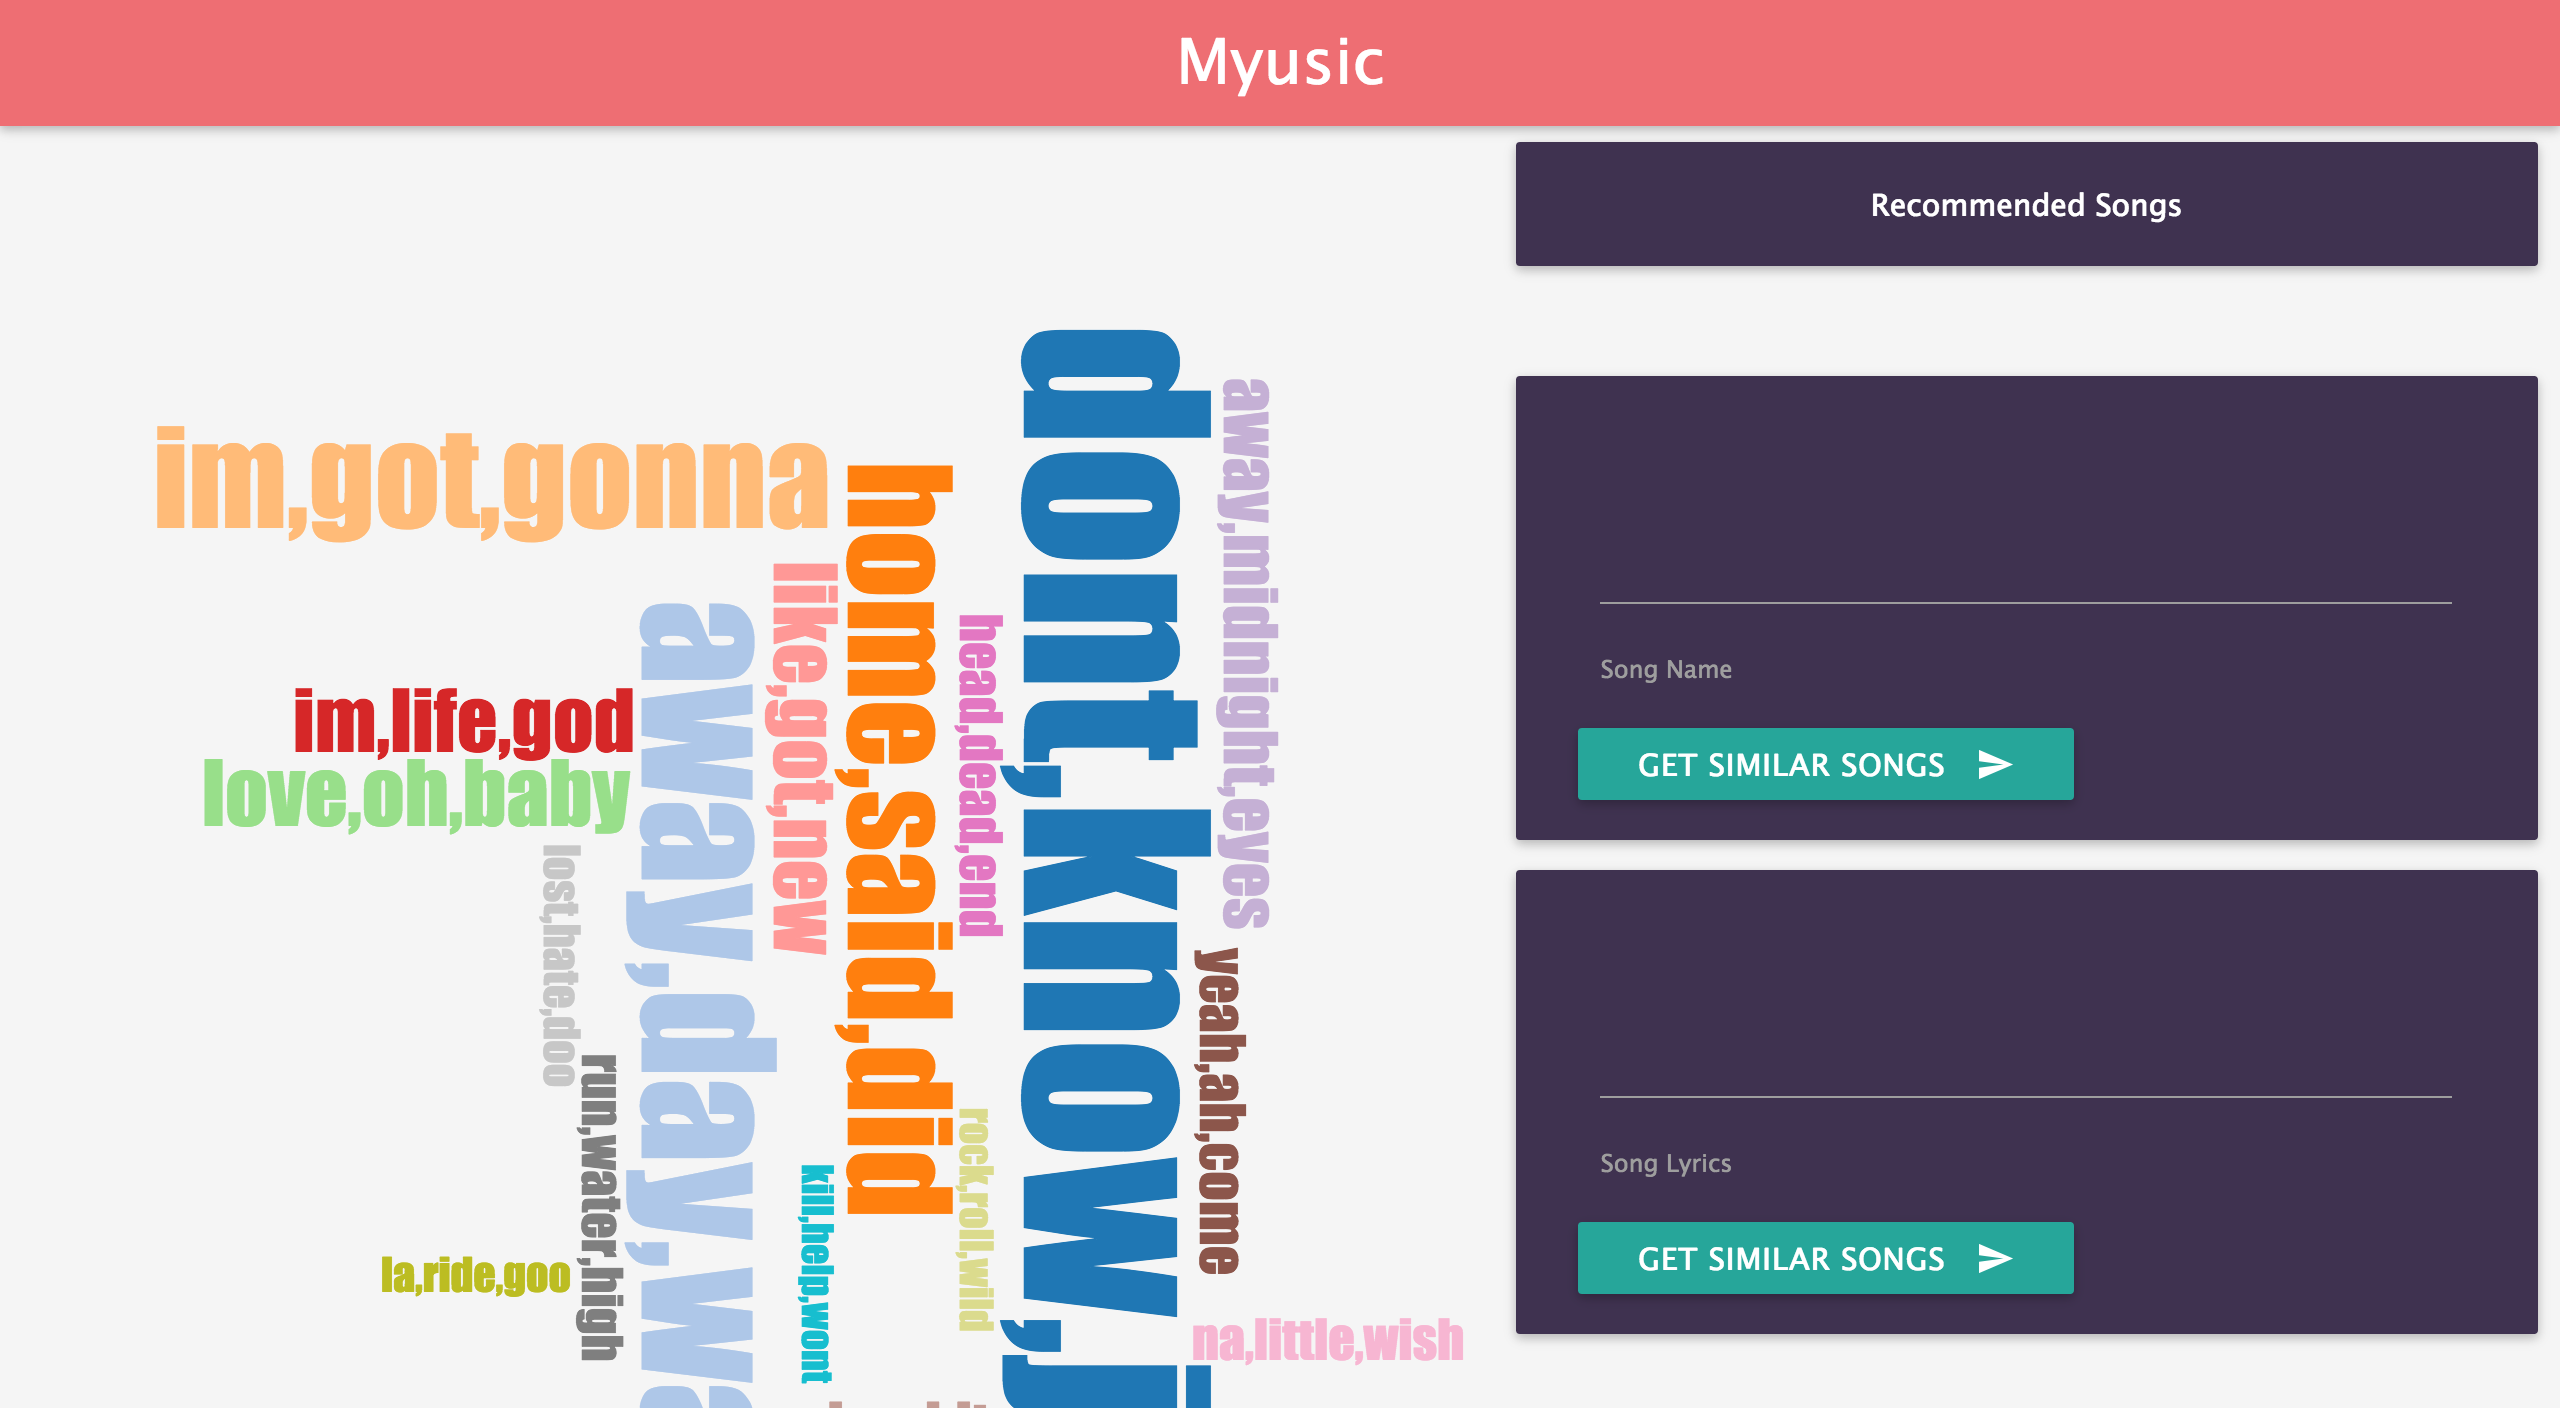 Myusic
Recommended Songs
im,got,gonna
home,said,did
dont,know,j
away,midnight,eyes
like,got,new
head,dead,end
away,day,wa
im,life,god
love,oh,baby
lost,hate,doo
run,water,high
la,ride,goo
kill,help,wont
rock,roll,wild
yeah,ah,come
na,little,wish
Song Name
GET SIMILAR SONGS
Song Lyrics
GET SIMILAR SONGS